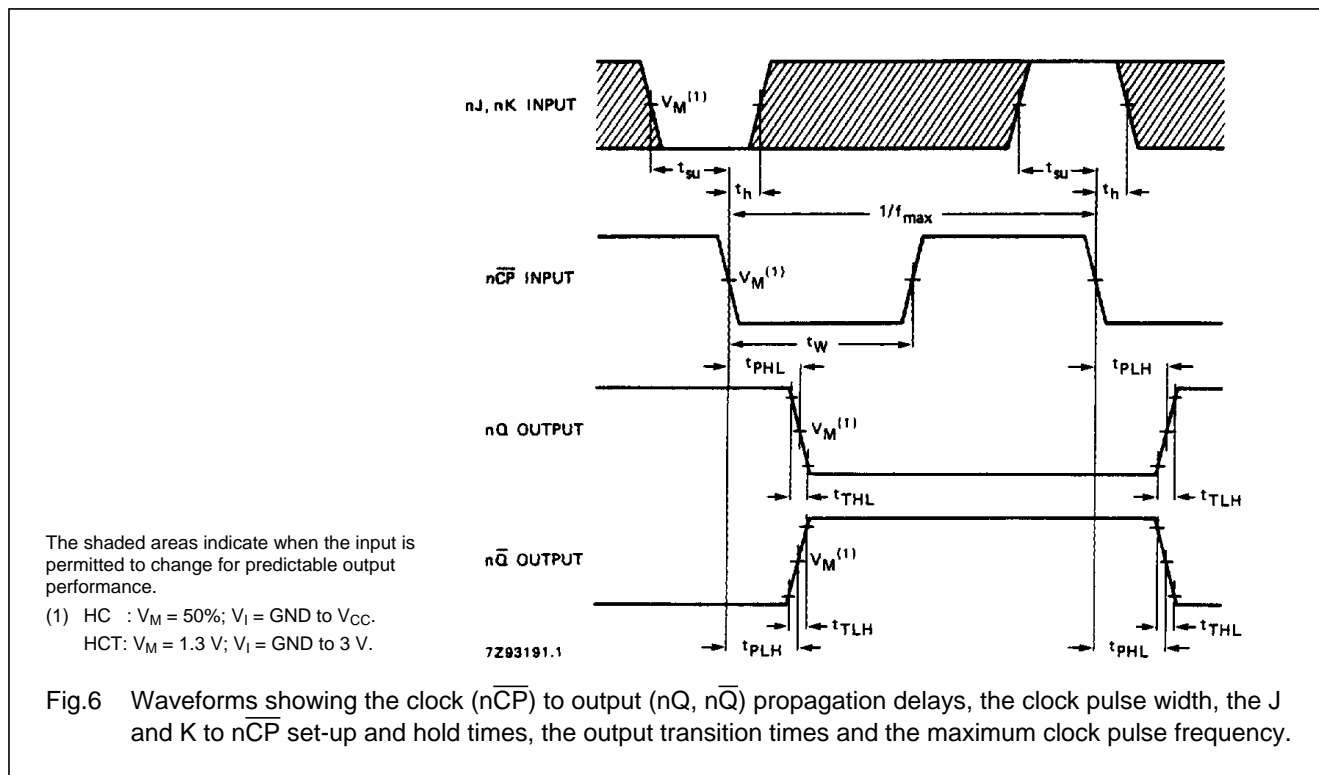 nJ, nK INPUT
V_M^(1)
t_su
t_h
t_su
t_h
1/f_max
nC̅P̅ INPUT
V_M^(1)
t_W
t_PHL
t_PLH
nQ OUTPUT
V_M^(1)
t_THL
t_TLH
nQ̅ OUTPUT
V_M^(1)
t_TLH
t_THL
t_PLH
t_PHL
7Z93191.1
The shaded areas indicate when the input is
permitted to change for predictable output
performance.
(1) HC : V_M = 50%; V_I = GND to V_CC.
HCT: V_M = 1.3 V; V_I = GND to 3 V.
Fig.6 Waveforms showing the clock (nC̅P̅) to output (nQ, nQ̅) propagation delays, the clock pulse width, the J
and K to nC̅P̅ set-up and hold times, the output transition times and the maximum clock pulse frequency.